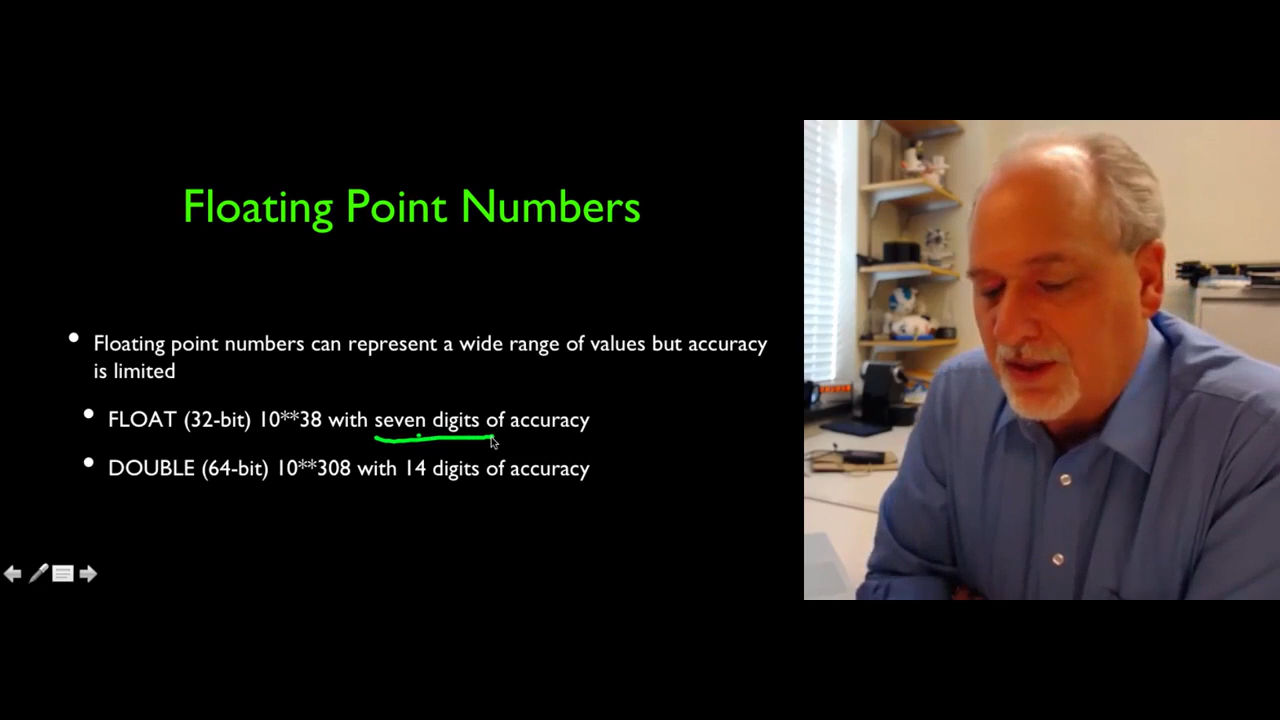 Floating Point Numbers
• Floating point numbers can represent a wide range of values but accuracy
is limited
• FLOAT (32-bit) 10**38 with seven digits of accuracy
• DOUBLE (64-bit) 10**308 with 14 digits of accuracy